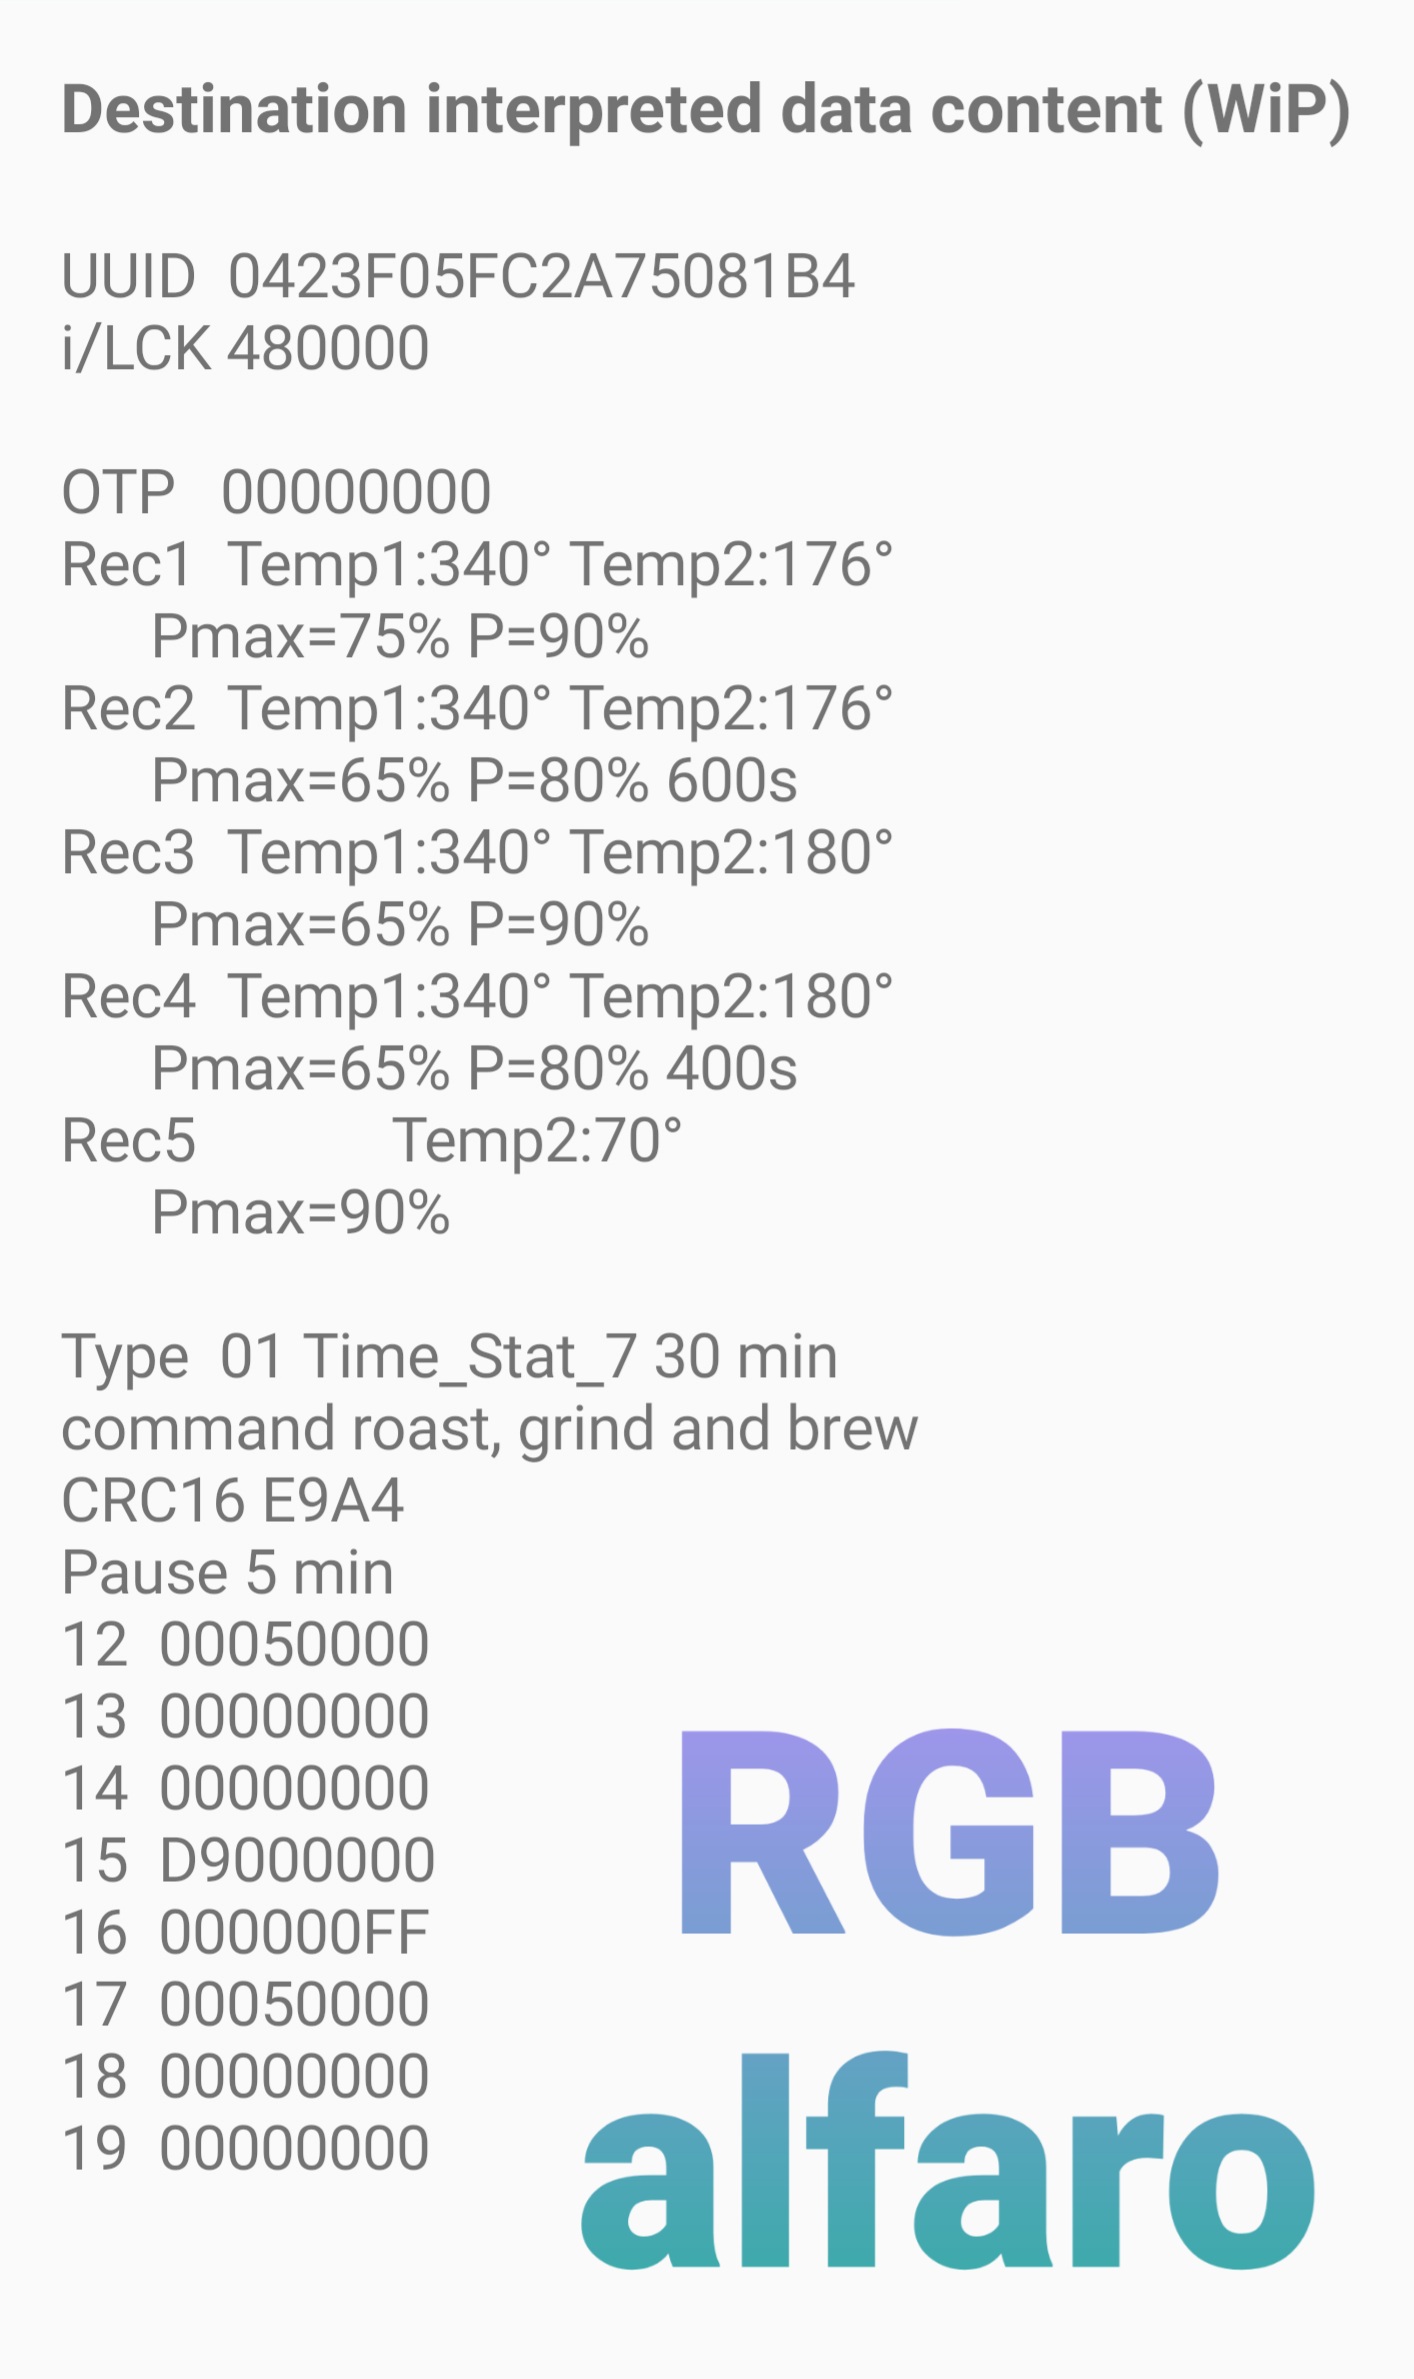 Destination interpreted data content (WiP)
UUID 0423F05FC2A75081B4
i/LCK 480000
OTP 00000000
Rec1 Temp1:340° Temp2:176°
Pmax=75% P=90%
Rec2 Temp1:340° Temp2:176°
Pmax=65% P=80% 600s
Rec3 Temp1:340° Temp2:180°
Pmax=65% P=90%
Rec4 Temp1:340° Temp2:180°
Pmax=65% P=80% 400s
Rec5 Temp2:70°
Pmax=90%
Type 01 Time_Stat_7 30 min
command roast, grind and brew
CRC16 E9A4
Pause 5 min
12 00050000
13 00000000
14 00000000
15 D9000000
16 000000FF
17 00050000
18 00000000
19 00000000
RGB
alfaro